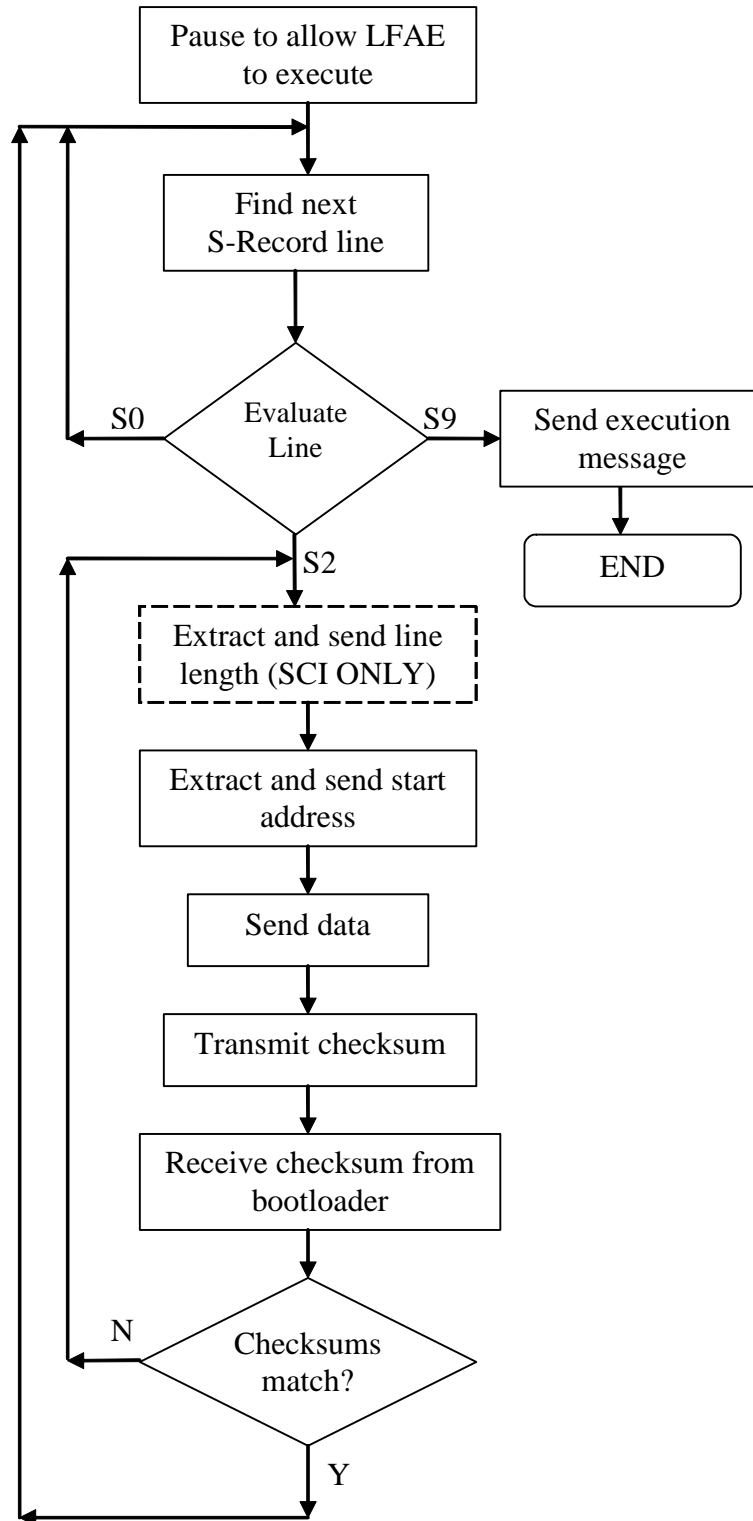 Pause to allow LFAE
to execute
Find next
S-Record line
Evaluate
Line
S0
S9
Send execution
message
END
S2
Extract and send line
length (SCI ONLY)
Extract and send start
address
Send data
Transmit checksum
Receive checksum from
bootloader
Checksums
match?
N
Y